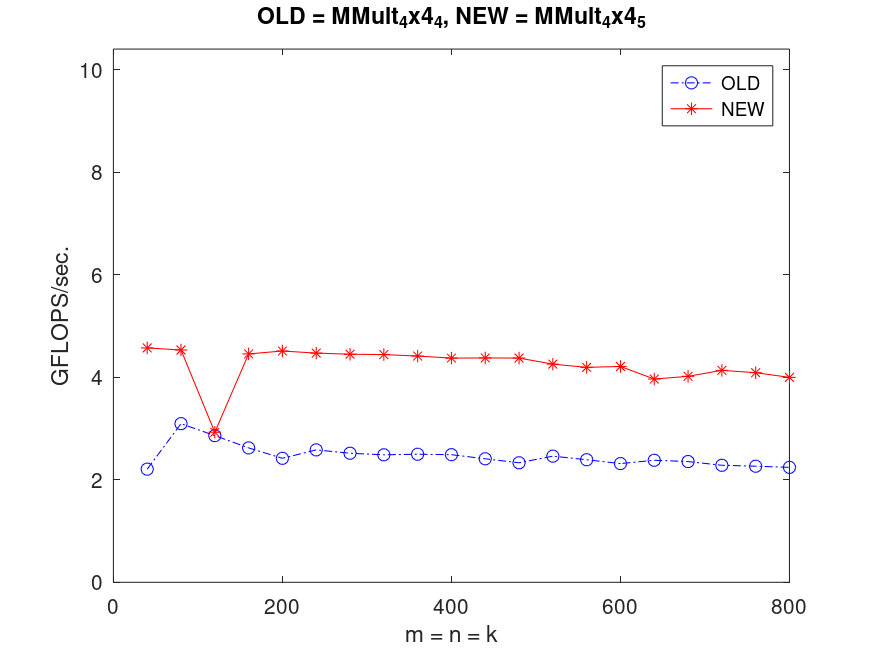 OLD = MMult₄x4₄, NEW = MMult₄x4₅
10
8
6
4
2
0
GFLOPS/sec.
OLD
NEW
0 200 400 600 800
m = n = k